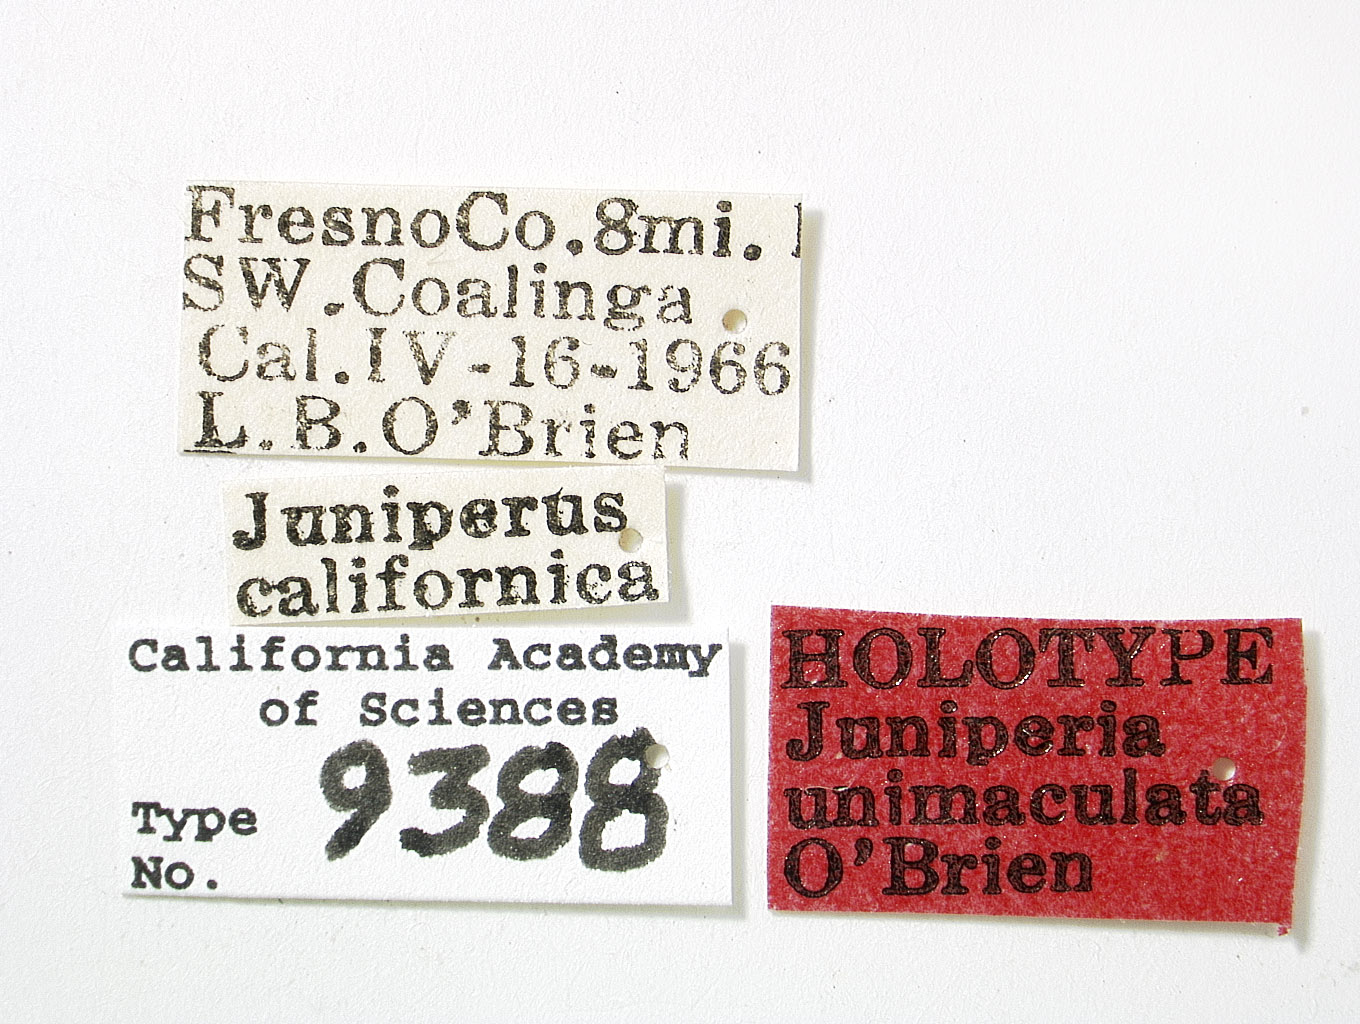 FresnoCo.8mi.
SW.Coalinga
Cal.IV-16-1966
L.B.O'Brien
Juniperus
californica
California Academy
of Sciences
9388
Type
No.
HOLOTYPE
Juniperia
unimaculata
O'Brien